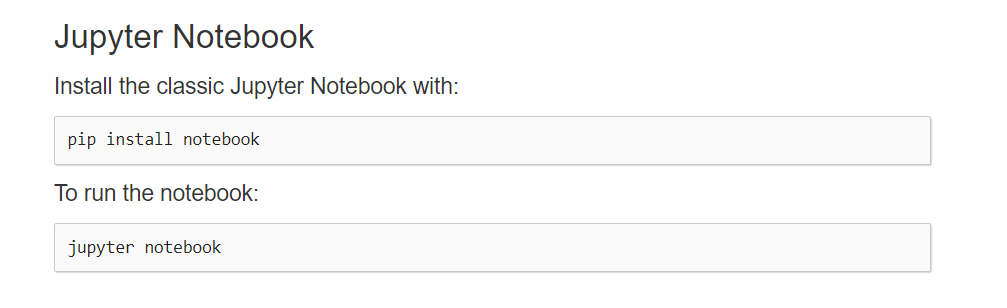 Jupyter Notebook
Install the classic Jupyter Notebook with:
pip install notebook
To run the notebook:
jupyter notebook